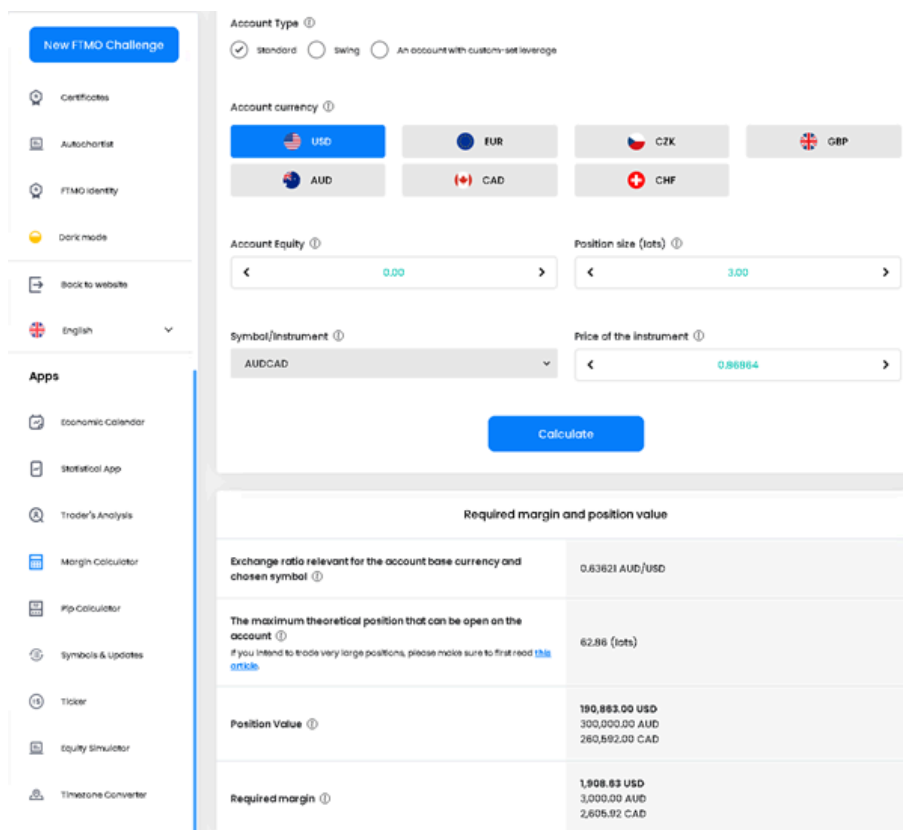 New FTMO Challenge
Certificates
Autochartist
FTMO Identity
Dark mode
Back to website
English
Apps
Economic Calendar
Statistical App
Trader's Analysis
Margin Calculator
Pip Calculator
Symbols & Updates
Ticker
Equity Simulator
Timezone Converter
Account Type
Standard Swing An account with custom-set leverage
Account currency
USD EUR CZK GBP
AUD CAD CHF
Account Equity Position size (lots)
0.00 3.00
Symbol/Instrument Price of the instrument
AUDCAD 0.86864
Calculate
Required margin and position value
Exchange ratio relevant for the account base currency and
chosen symbol
0.63621 AUD/USD
The maximum theoretical position that can be open on the
account
If you intend to trade very large positions, please make sure to first read this
article.
62.86 (lots)
Position Value
190,863.00 USD
300,000.00 AUD
260,592.00 CAD
Required margin
1,908.63 USD
3,000.00 AUD
2,605.92 CAD